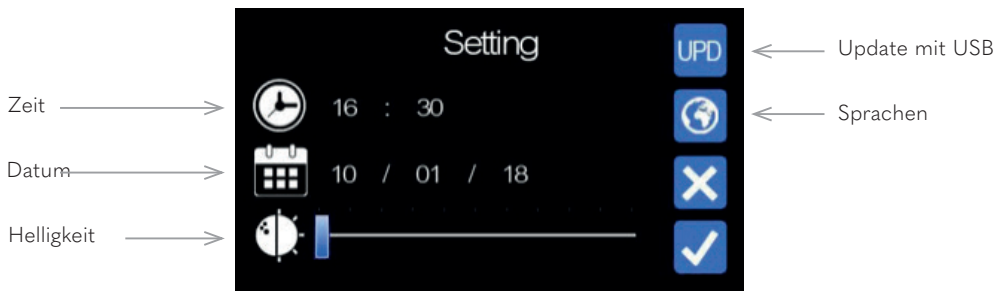 Setting
UPD
Update mit USB
Zeit
16 : 30
Sprachen
Datum
10 / 01 / 18
Helligkeit